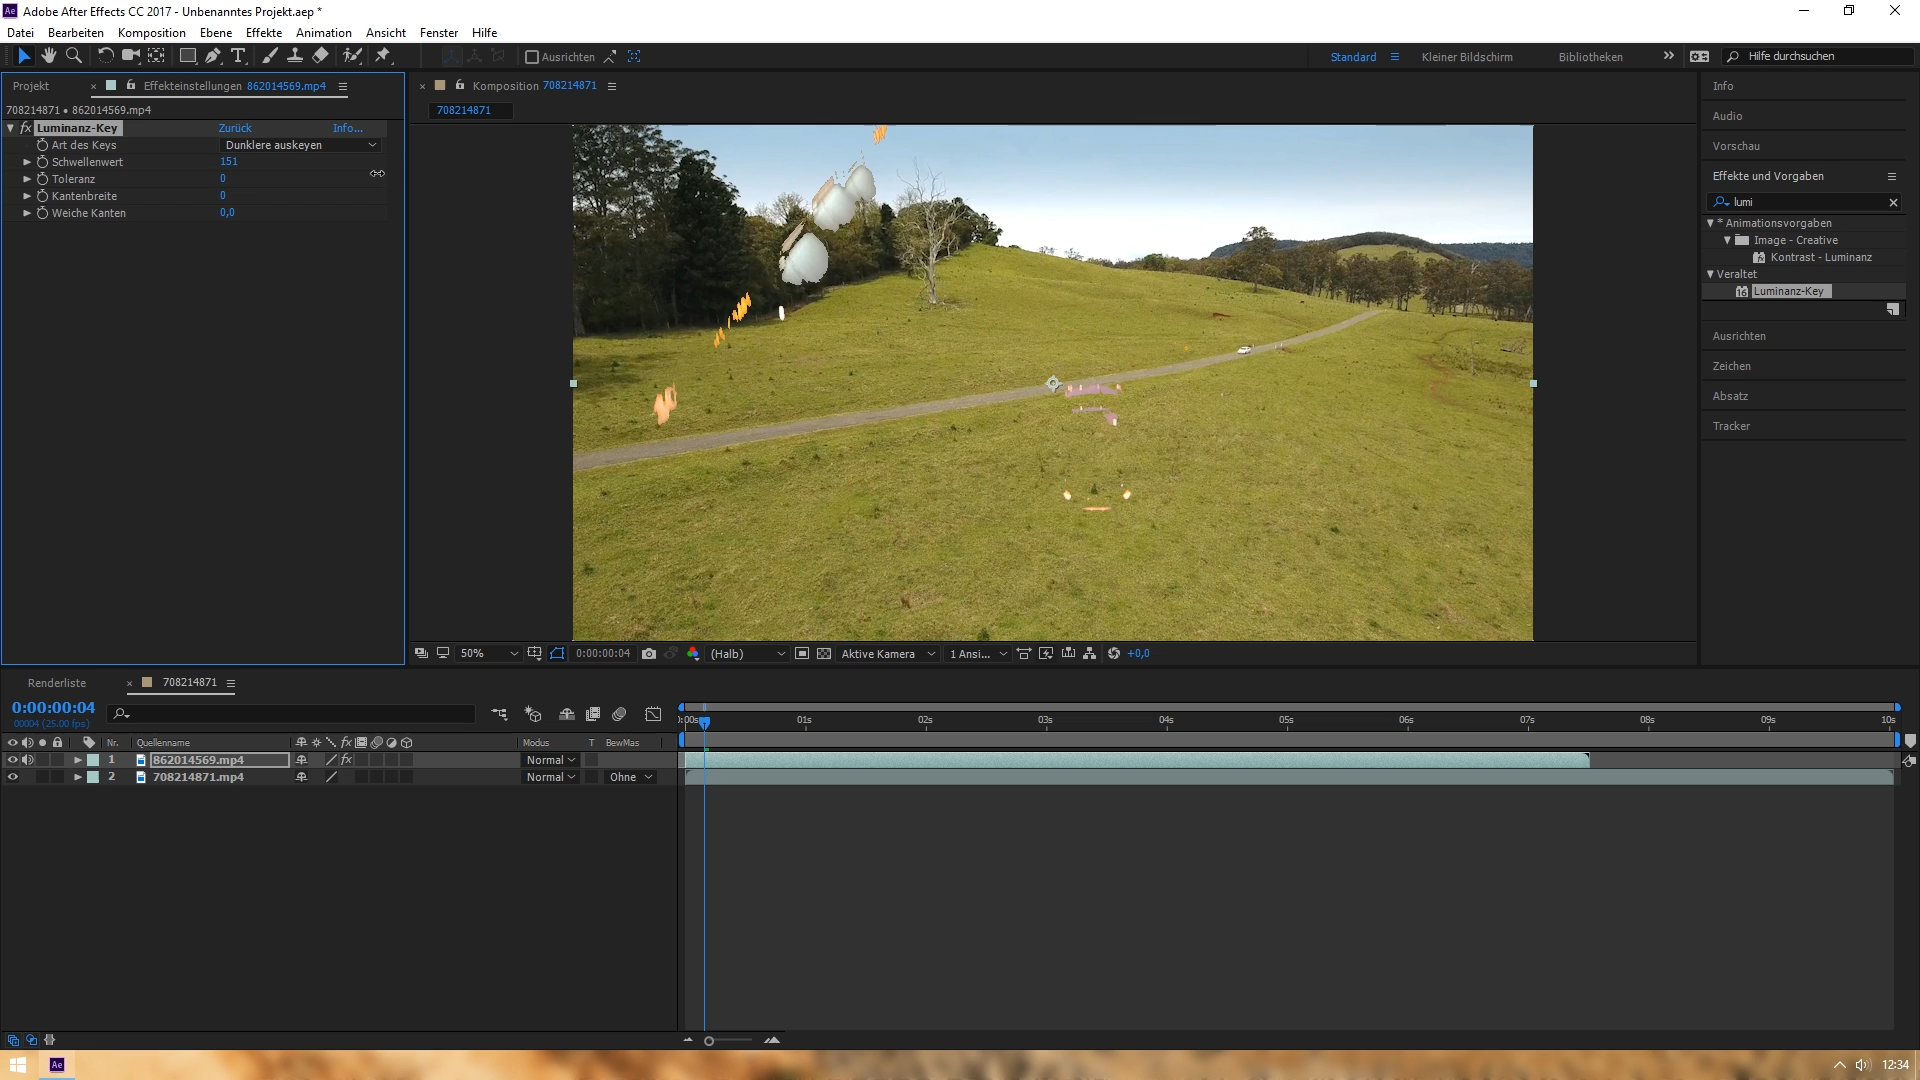 Adobe After Effects CC 2017 - Unbenanntes Projekt.aep *
Datei Bearbeiten Komposition Ebene Effekte Animation Ansicht Fenster Hilfe
Ausrichten
Standard Kleiner Bildschirm Bibliotheken
Hilfe durchsuchen
Projekt
Effekteinstellungen 862014569.mp4
708214871 • 862014569.mp4
fx Luminanz-Key Zurück Info...
Art des Keys Dunklere auskeyen
Schwellenwert 151
Toleranz 0
Kantenbreite 0
Weiche Kanten 0,0
Komposition 708214871
708214871
50% 0:00:00:04 (Halb) Aktive Kamera 1 Ansi... +0,0
Info
Audio
Vorschau
Effekte und Vorgaben
lumi
* Animationsvorgaben
Image - Creative
Kontrast - Luminanz
Veraltet
16 Luminanz-Key
Ausrichten
Zeichen
Absatz
Tracker
Renderliste
708214871
0:00:00:04
00004 (25.00 fps)
Nr. Quellenname fx Modus T BewMas
1 862014569.mp4 fx Normal
2 708214871.mp4 Normal Ohne
):00s 01s 02s 03s 04s 05s 06s 07s 08s 09s 10s
Ae
12:34